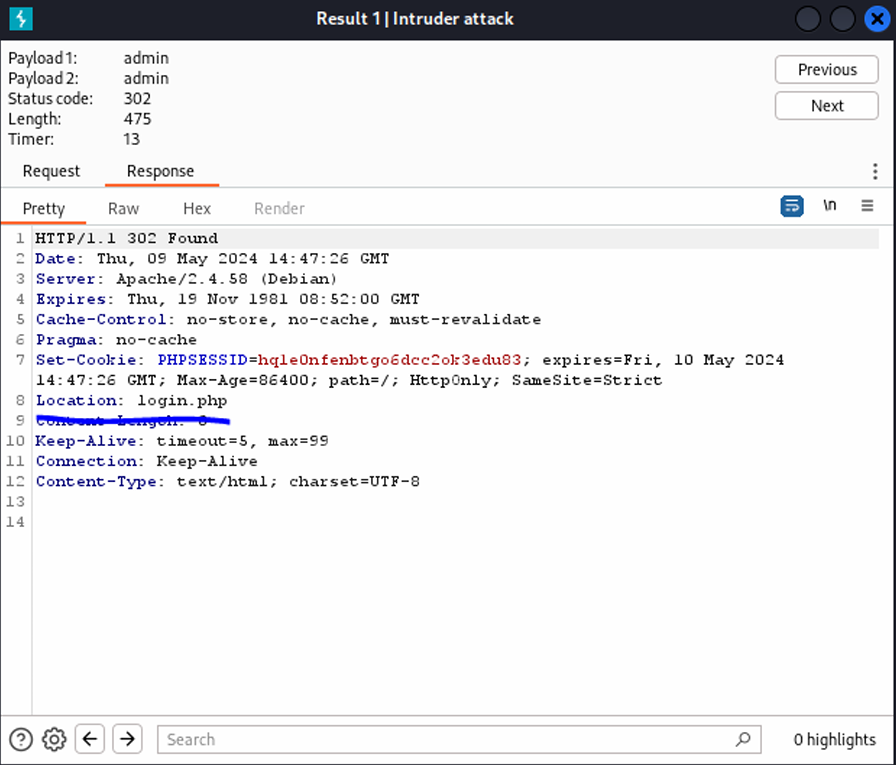 Result 1 | Intruder attack
Payload 1: admin
Payload 2: admin
Status code: 302
Length: 475
Timer: 13
Previous
Next
Request Response
Pretty Raw Hex Render
\n
1 HTTP/1.1 302 Found
2 Date: Thu, 09 May 2024 14:47:26 GMT
3 Server: Apache/2.4.58 (Debian)
4 Expires: Thu, 19 Nov 1981 08:52:00 GMT
5 Cache-Control: no-store, no-cache, must-revalidate
6 Pragma: no-cache
7 Set-Cookie: PHPSESSID=hqle0nfenbtgo6dcc2ok3edu83; expires=Fri, 10 May 2024
14:47:26 GMT; Max-Age=86400; path=/; HttpOnly; SameSite=Strict
8 Location: login.php
9 Content-Length: 0
10 Keep-Alive: timeout=5, max=99
11 Connection: Keep-Alive
12 Content-Type: text/html; charset=UTF-8
13
14
Search 0 highlights